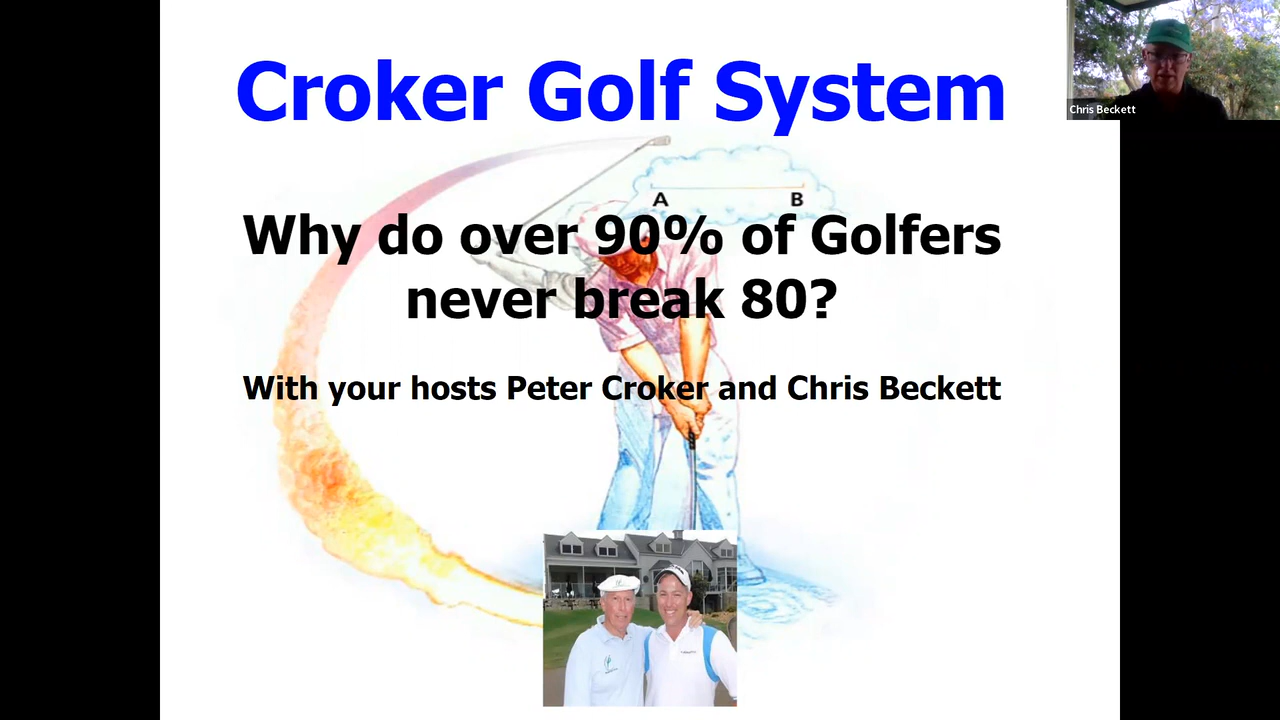 Croker Golf System
Chris Beckett
A B
Why do over 90% of Golfers
never break 80?
With your hosts Peter Croker and Chris Beckett